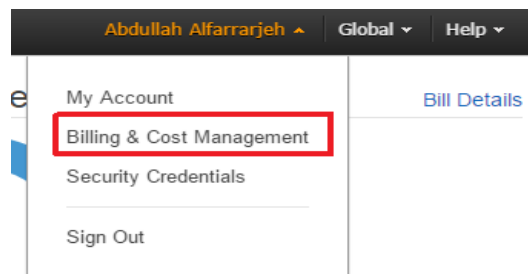 Abdullah Alfarrarjeh Global Help
My Account
Bill Details
Billing & Cost Management
Security Credentials
Sign Out